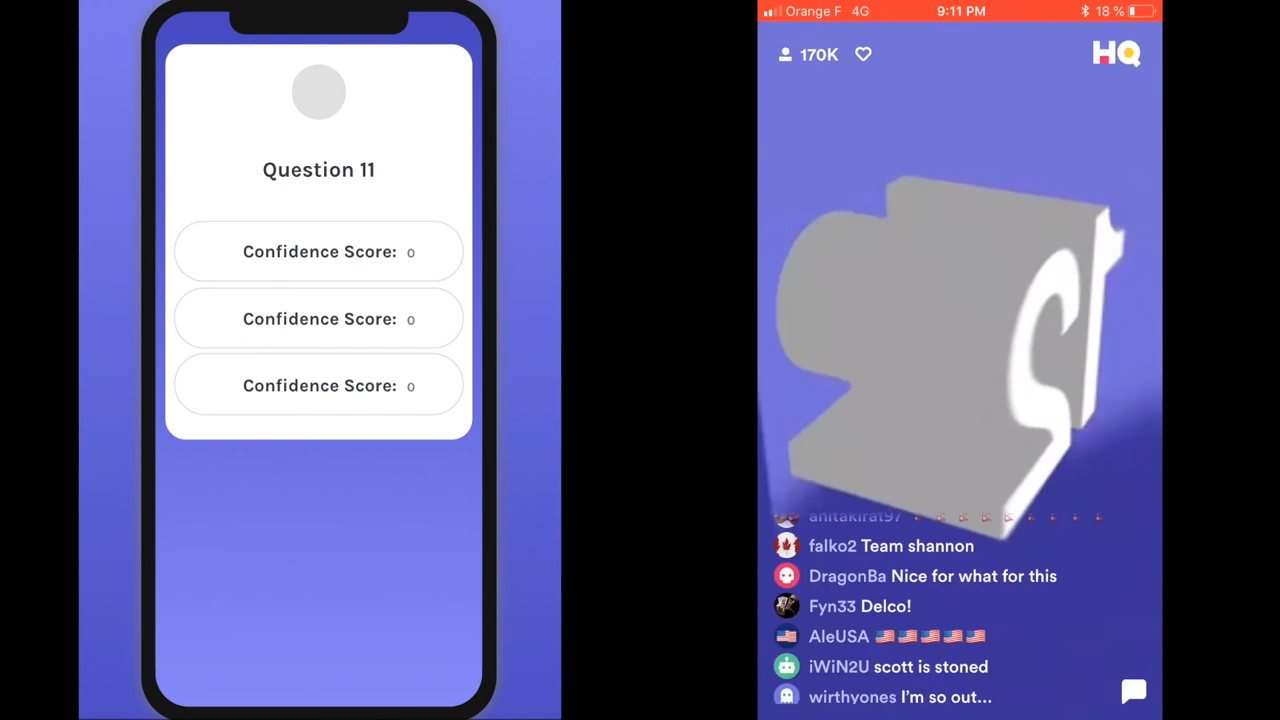 Question 11
Confidence Score: 0
Confidence Score: 0
Confidence Score: 0
Orange F 4G 9:11 PM 18 %
170K HQ
anitakirat97
falko2 Team shannon
DragonBa Nice for what for this
Fyn33 Delco!
AleUSA
iWiN2U scott is stoned
wirthyones I'm so out...